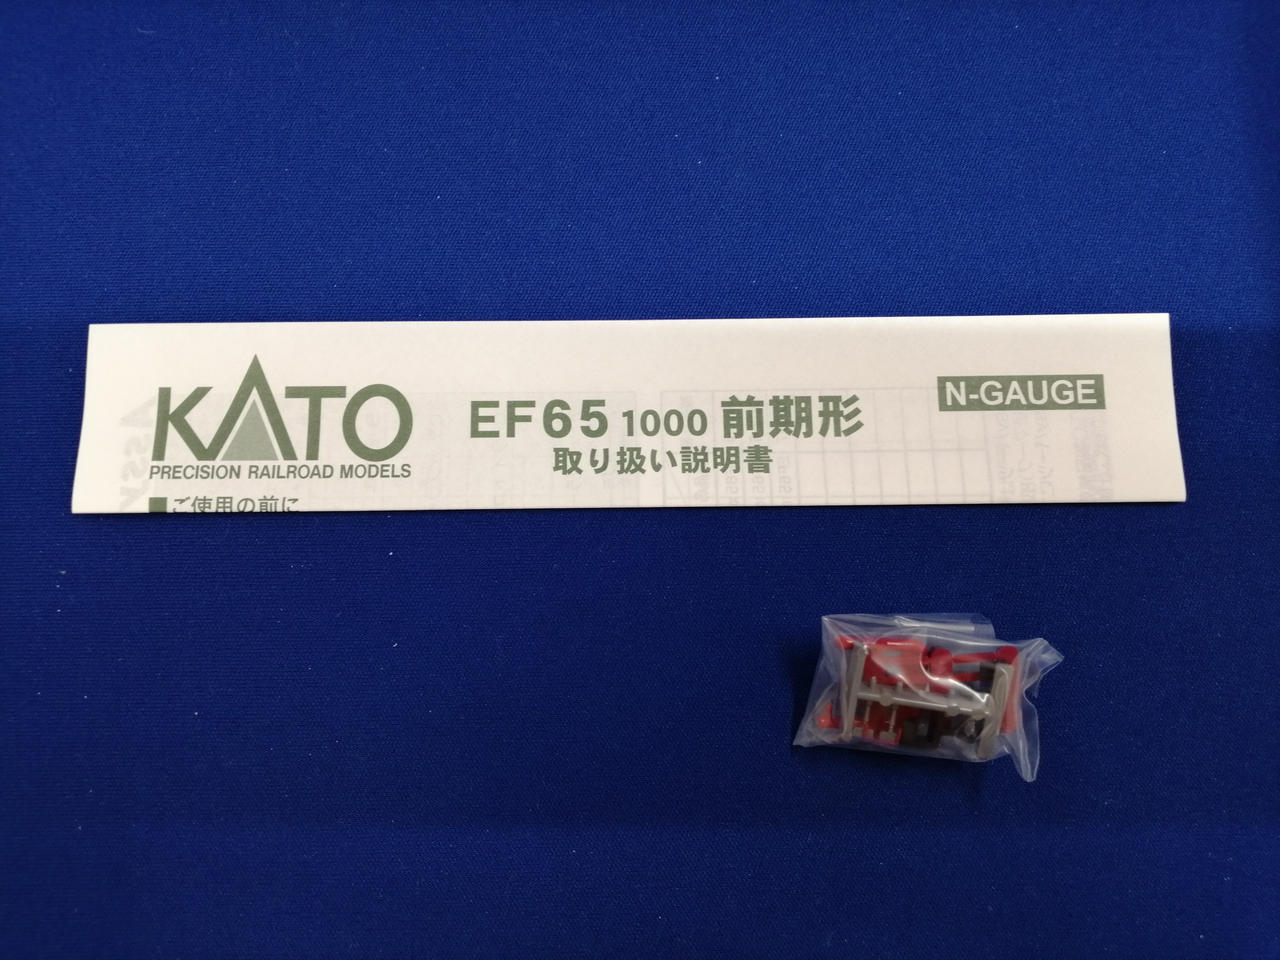 KATO
PRECISION RAILROAD MODELS
EF65 1000 前期形
取り扱い説明書
N-GAUGE
■ご使用の前に